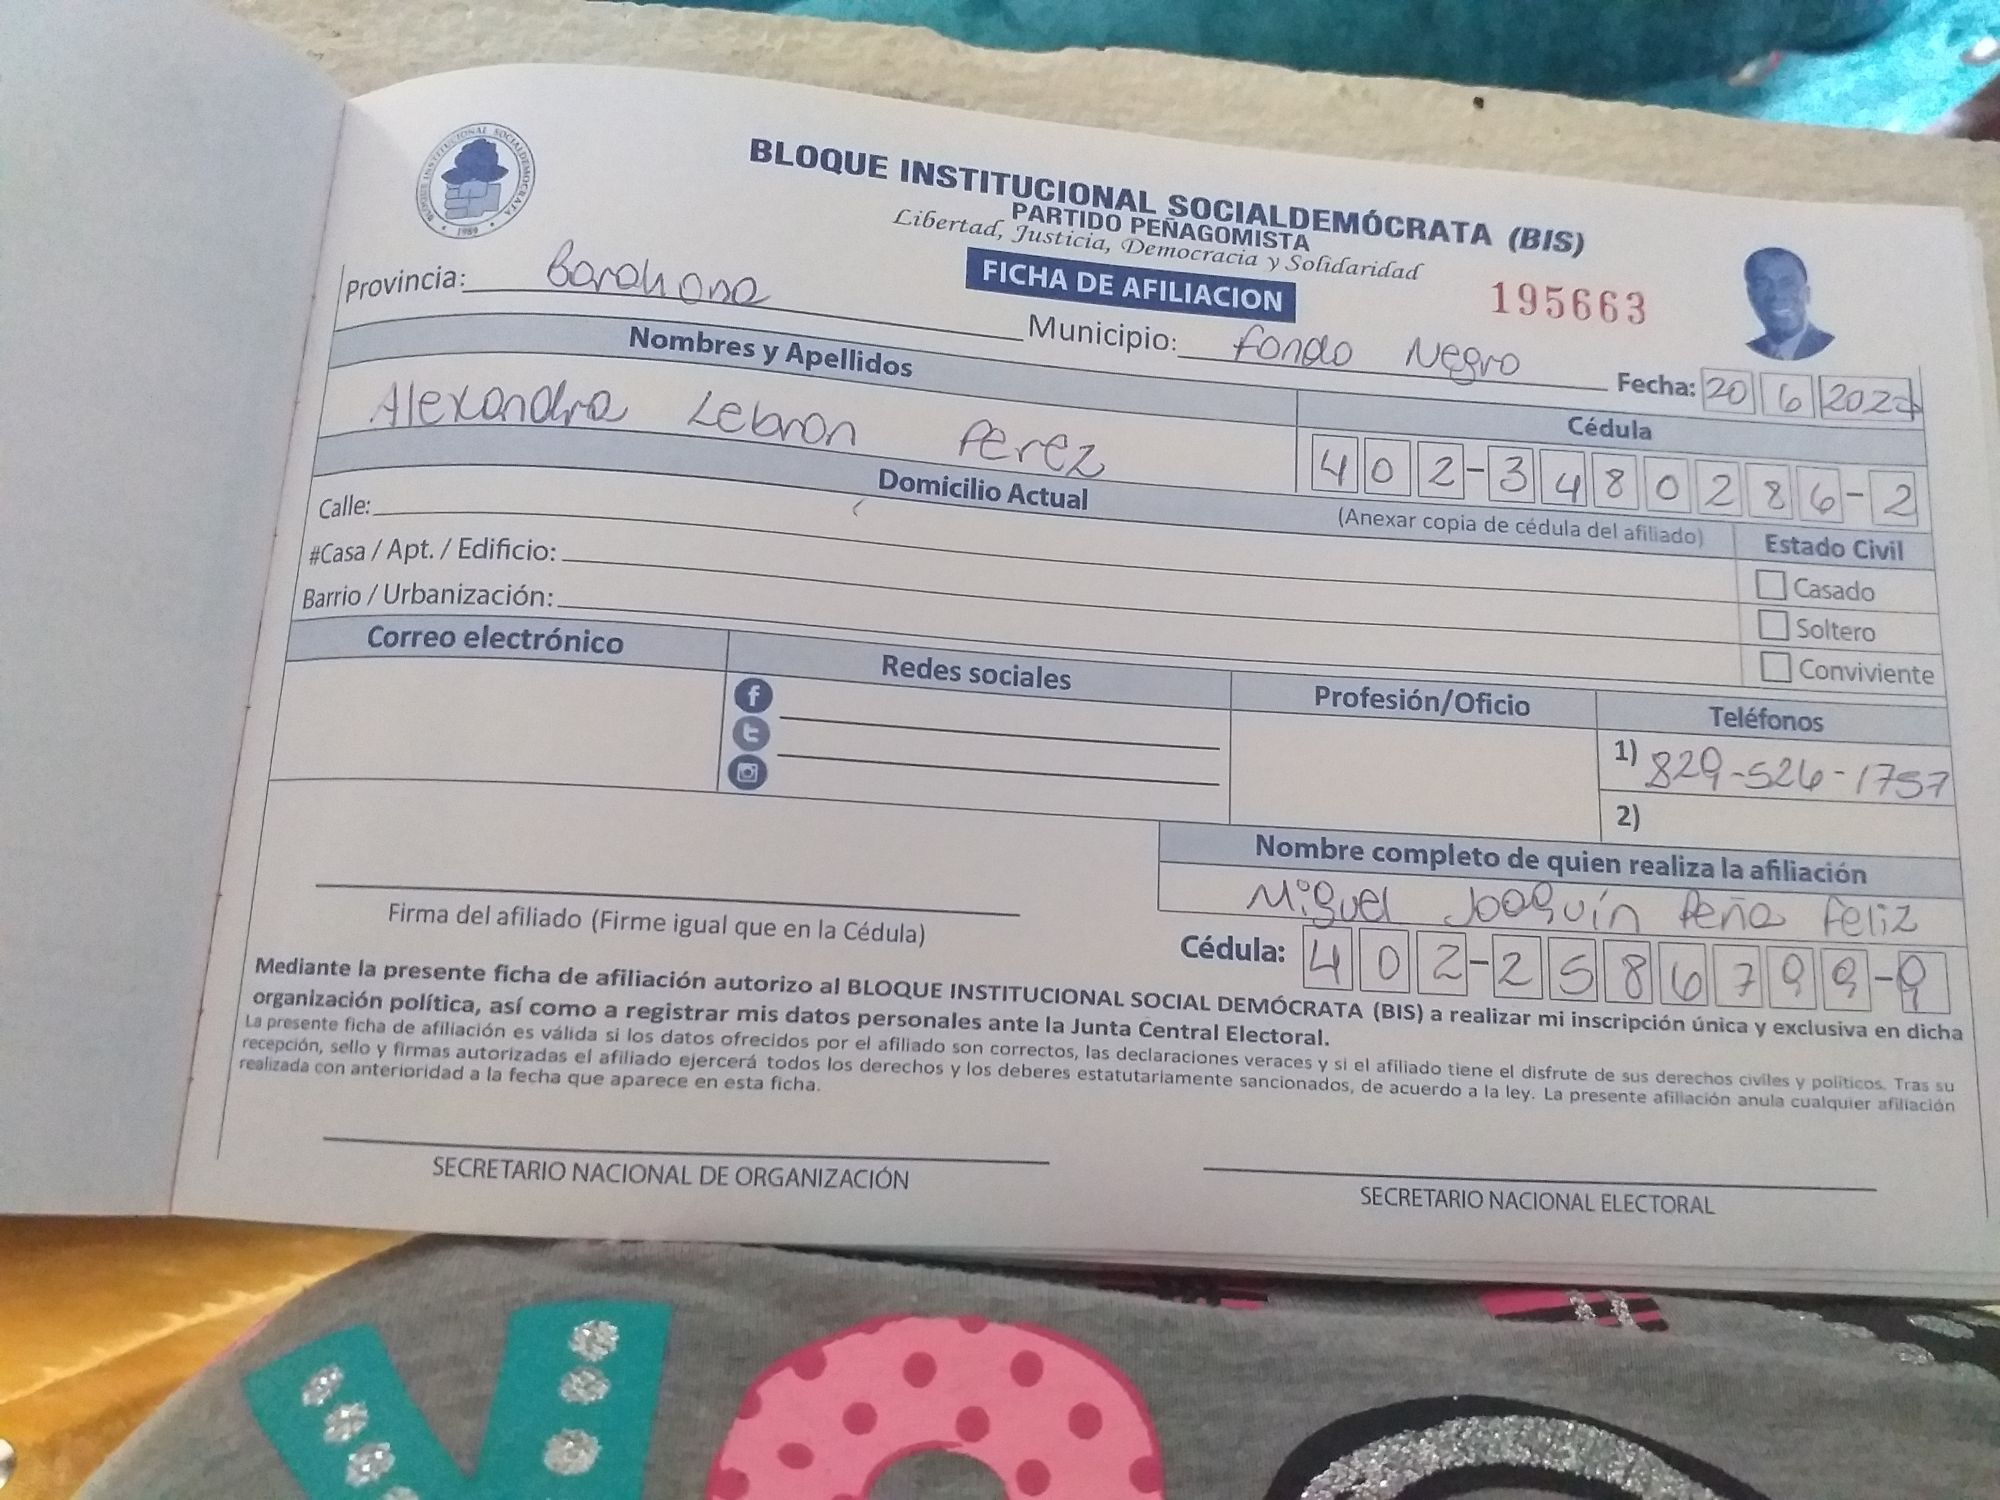 BLOQUE INSTITUCIONAL SOCIALDEMOCRATA
1989
BLOQUE INSTITUCIONAL SOCIALDEMÓCRATA (BIS)
PARTIDO PEÑAGOMISTA
Libertad, Justicia, Democracia y Solidaridad
FICHA DE AFILIACION
195663
Provincia: Barahona
Municipio: Fondo Negro
Fecha: 20 6 2022
Nombres y Apellidos
Cédula
Alexandra Lebron Perez
402-3480286-2
Domicilio Actual
(Anexar copia de cédula del afiliado)
Estado Civil
Calle:
#Casa / Apt. / Edificio:
Barrio / Urbanización:
Casado
Soltero
Conviviente
Correo electrónico
Redes sociales
Profesión/Oficio
Teléfonos
1) 829-526-1757
2)
Nombre completo de quien realiza la afiliación
Miguel Joaquín Peña Feliz
Firma del afiliado (Firme igual que en la Cédula)
Cédula: 402-2586799-9
Mediante la presente ficha de afiliación autorizo al BLOQUE INSTITUCIONAL SOCIAL DEMÓCRATA (BIS) a realizar mi inscripción única y exclusiva en dicha
organización política, así como a registrar mis datos personales ante la Junta Central Electoral.
La presente ficha de afiliación es válida si los datos ofrecidos por el afiliado son correctos, las declaraciones veraces y si el afiliado tiene el disfrute de sus derechos civiles y políticos. Tras su
recepción, sello y firmas autorizadas el afiliado ejercerá todos los derechos y los deberes estatutariamente sancionados, de acuerdo a la ley. La presente afiliación anula cualquier afiliación
realizada con anterioridad a la fecha que aparece en esta ficha.
SECRETARIO NACIONAL DE ORGANIZACIÓN
SECRETARIO NACIONAL ELECTORAL